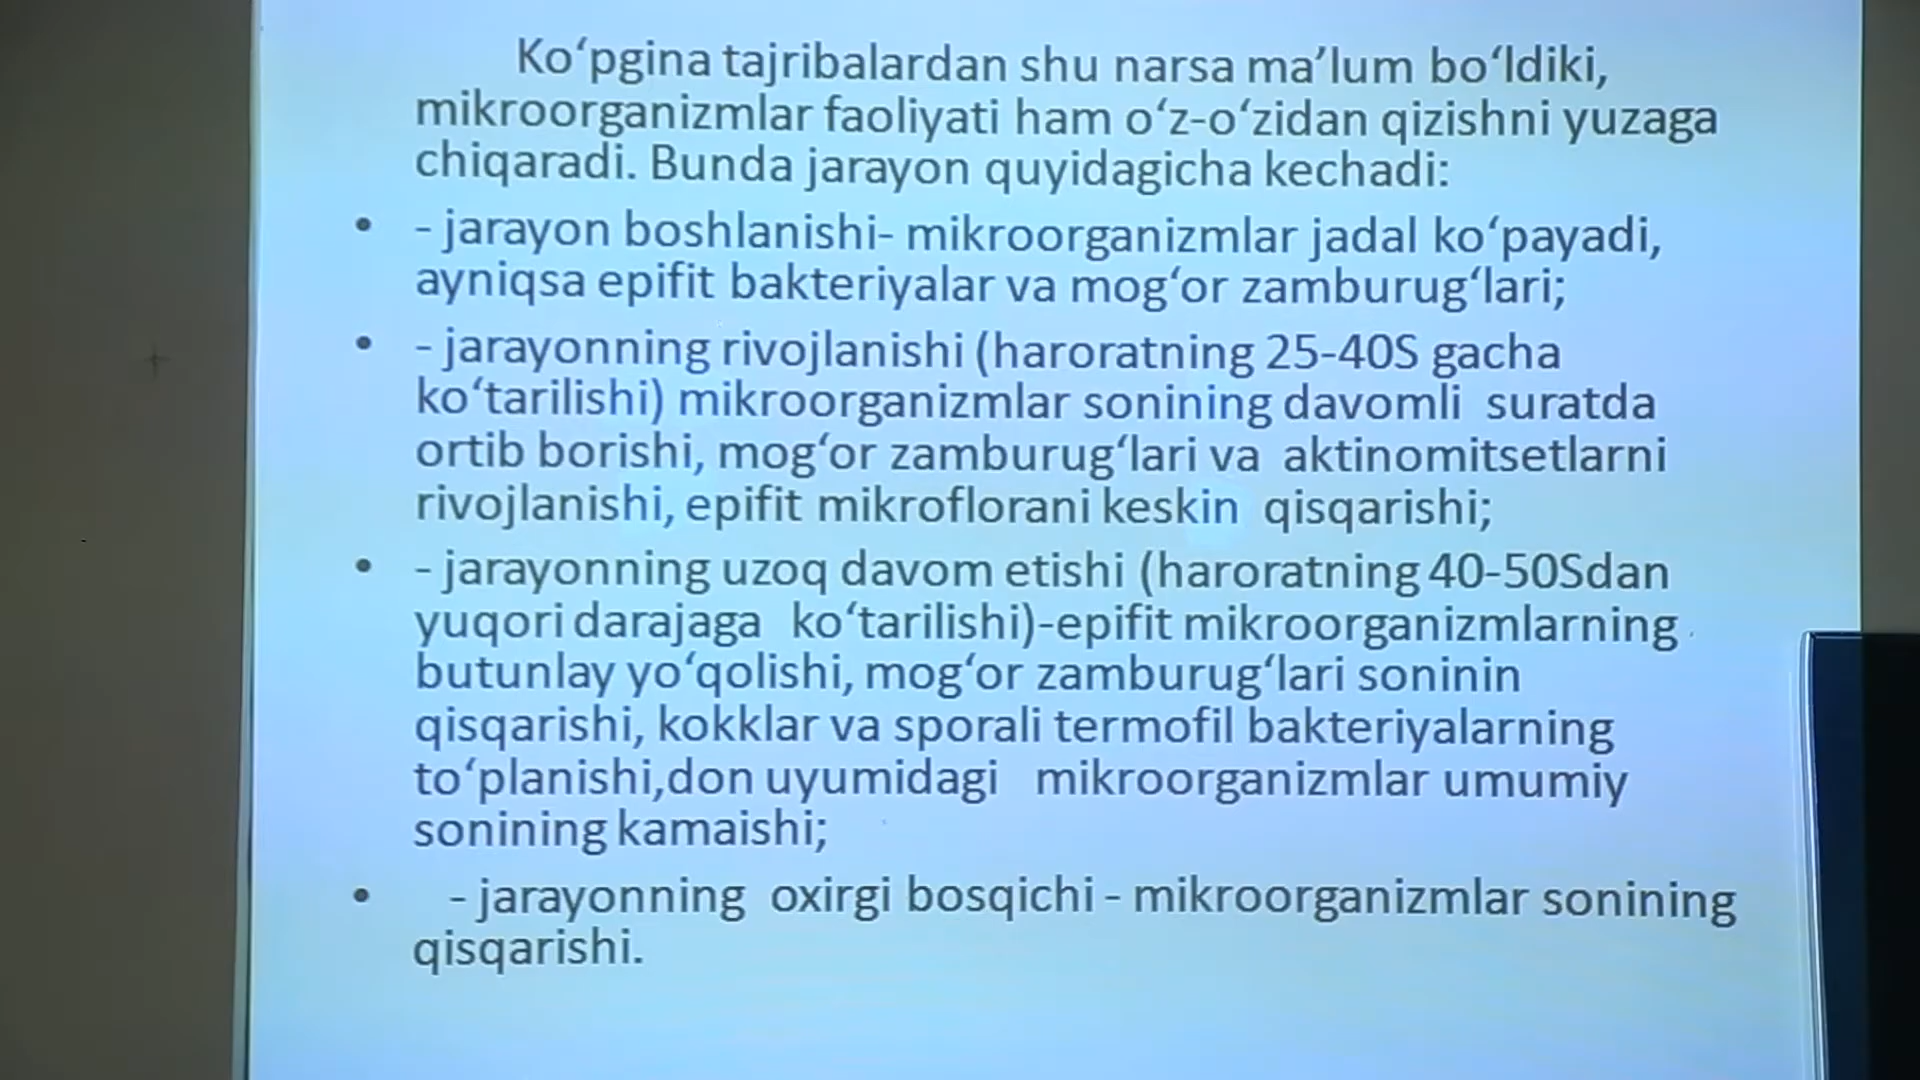 Ko‘pgina tajribalardan shu narsa ma’lum bo‘ldiki,
mikroorganizmlar faoliyati ham o‘z-o‘zidan qizishni yuzaga
chiqaradi. Bunda jarayon quyidagicha kechadi:
• - jarayon boshlanishi- mikroorganizmlar jadal ko‘payadi,
ayniqsa epifit bakteriyalar va mog‘or zamburug‘lari;
• - jarayonning rivojlanishi (haroratning 25-40S gacha
ko‘tarilishi) mikroorganizmlar sonining davomli suratda
ortib borishi, mog‘or zamburug‘lari va aktinomitsetlarni
rivojlanishi, epifit mikroflorani keskin qisqarishi;
• - jarayonning uzoq davom etishi (haroratning 40-50Sdan
yuqori darajaga ko‘tarilishi)-epifit mikroorganizmlarning
butunlay yo‘qolishi, mog‘or zamburug‘lari soninin
qisqarishi, kokklar va sporali termofil bakteriyalarning
to‘planishi,don uyumidagi mikroorganizmlar umumiy
sonining kamaishi;
• - jarayonning oxirgi bosqichi - mikroorganizmlar sonining
qisqarishi.